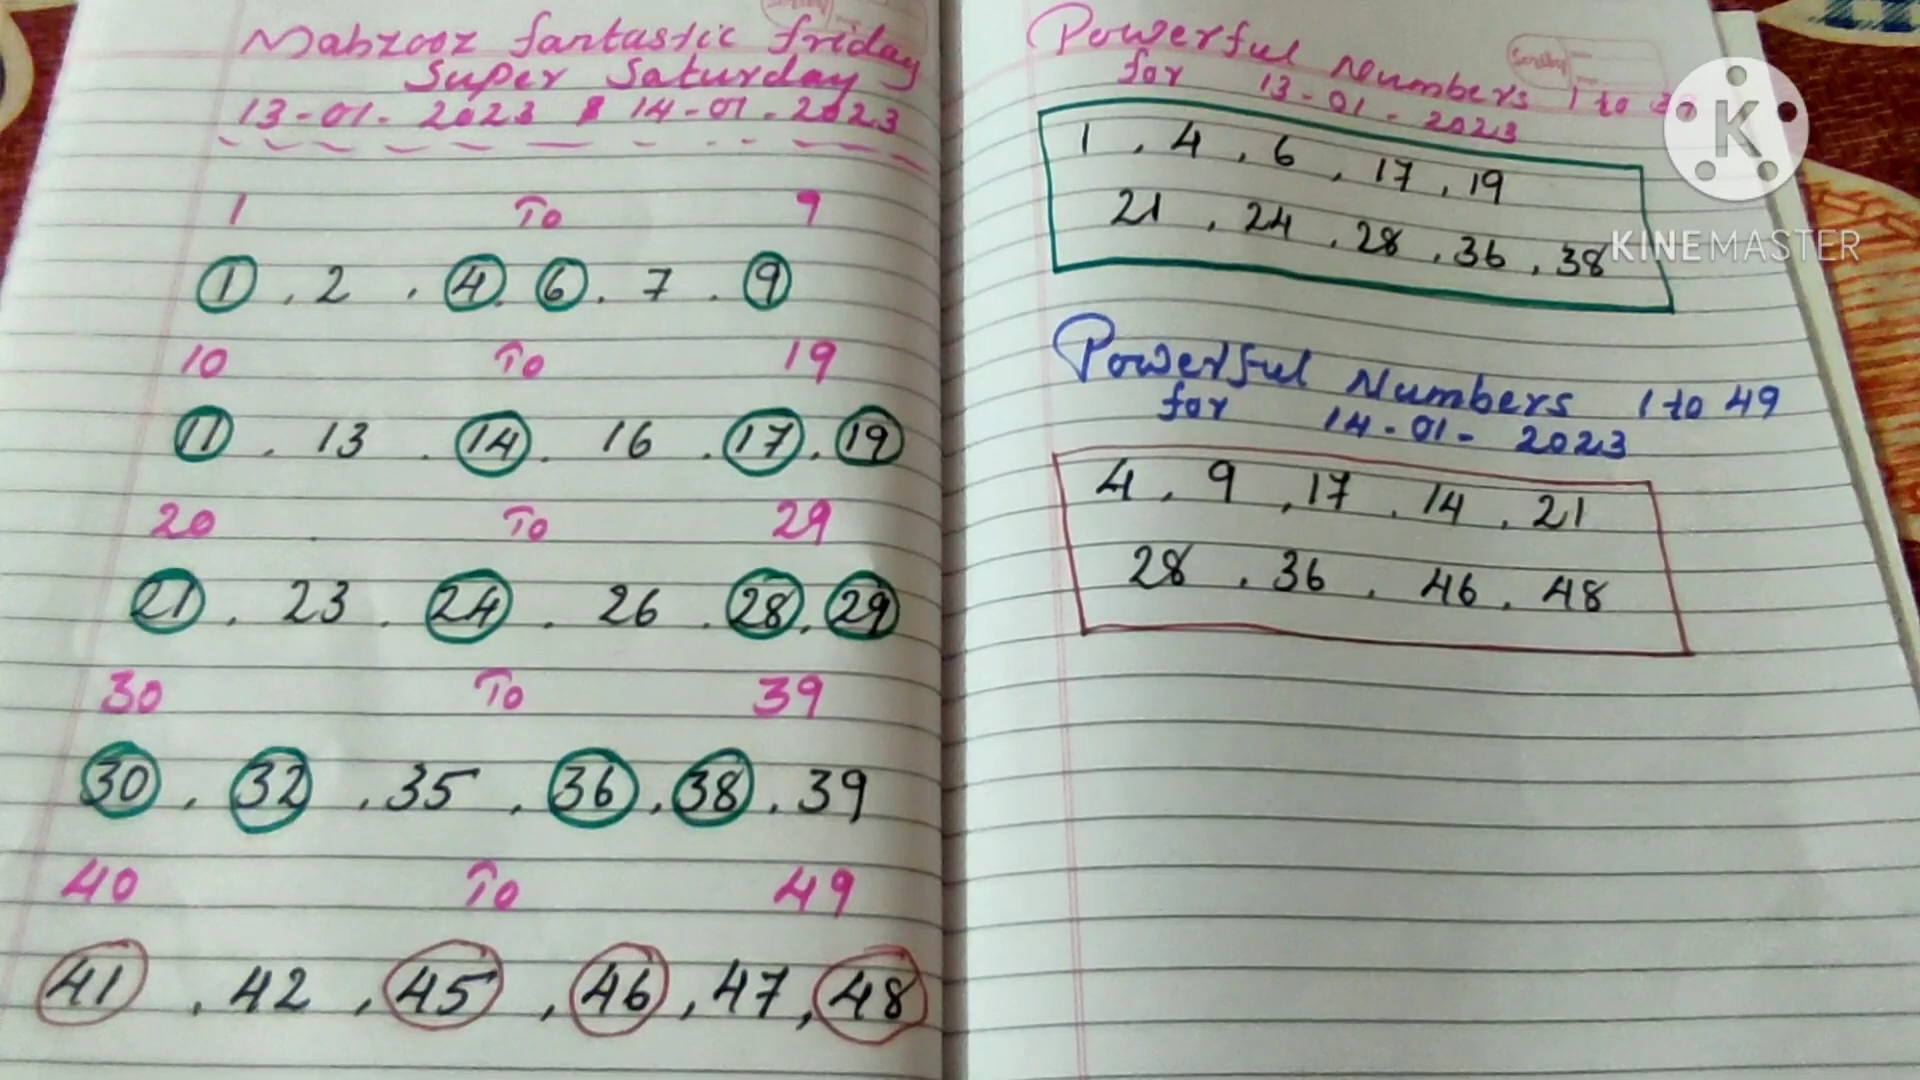 Mahzooz fantastic friday
Super Saturday
13-01-2023 & 14-01-2023
1 To 9
1, 2, 4, 6, 7, 9
10 To 19
11, 13, 14, 16, 17, 19
20 To 29
21, 23, 24, 26, 28, 29
30 To 39
30, 32, 35, 36, 38, 39
40 To 49
41, 42, 45, 46, 47, 48
Powerful Numbers 1 to
for 13-01-2023
1, 4, 6, 17, 19
21, 24, 28, 36, 38
Powerful Numbers 1 to 49
for 14-01-2023
4, 9, 17, 14, 21
28, 36, 46, 48
K
KINEMASTER